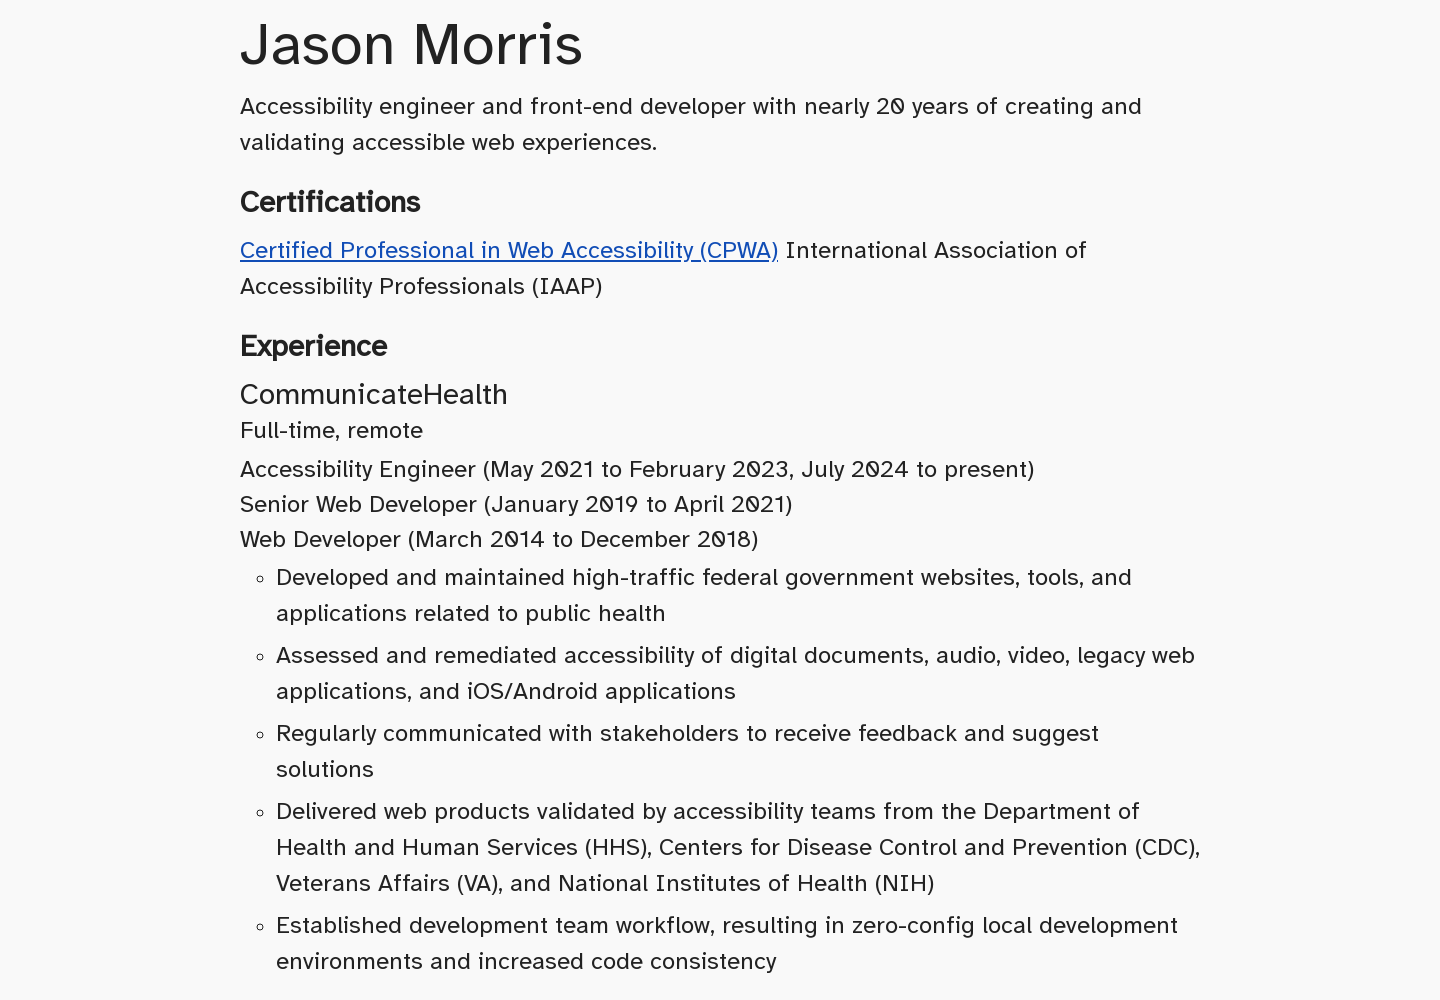 Jason Morris
Accessibility engineer and front-end developer with nearly 20 years of creating and
validating accessible web experiences.
Certifications
Certified Professional in Web Accessibility (CPWA) International Association of
Accessibility Professionals (IAAP)
Experience
CommunicateHealth
Full-time, remote
Accessibility Engineer (May 2021 to February 2023, July 2024 to present)
Senior Web Developer (January 2019 to April 2021)
Web Developer (March 2014 to December 2018)
Developed and maintained high-traffic federal government websites, tools, and
applications related to public health
Assessed and remediated accessibility of digital documents, audio, video, legacy web
applications, and iOS/Android applications
Regularly communicated with stakeholders to receive feedback and suggest
solutions
Delivered web products validated by accessibility teams from the Department of
Health and Human Services (HHS), Centers for Disease Control and Prevention (CDC),
Veterans Affairs (VA), and National Institutes of Health (NIH)
Established development team workflow, resulting in zero-config local development
environments and increased code consistency